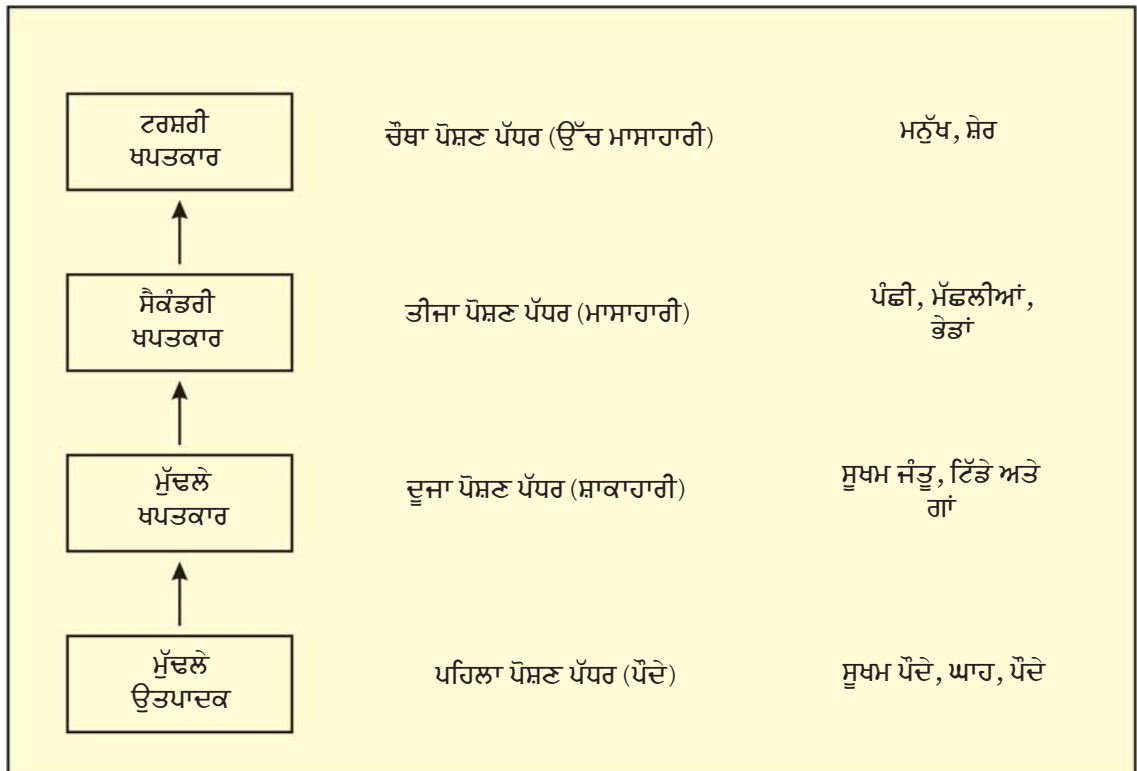 ਟਰਸ਼ਰੀ
ਖਪਤਕਾਰ
ਚੌਥਾ ਪੋਸ਼ਣ ਪੱਧਰ (ਉੱਚ ਮਾਸਾਹਾਰੀ)
ਮਨੁੱਖ, ਸ਼ੇਰ
ਸੈਕੰਡਰੀ
ਖਪਤਕਾਰ
ਤੀਜਾ ਪੋਸ਼ਣ ਪੱਧਰ (ਮਾਸਾਹਾਰੀ)
ਪੰਛੀ, ਮੱਛਲੀਆਂ,
ਭੇਡਾਂ
ਮੁੱਢਲੇ
ਖਪਤਕਾਰ
ਦੂਜਾ ਪੋਸ਼ਣ ਪੱਧਰ (ਸ਼ਾਕਾਹਾਰੀ)
ਸੂਖਮ ਜੰਤੂ, ਟਿੱਡੇ ਅਤੇ
ਗਾਂ
ਮੁੱਢਲੇ
ਉਤਪਾਦਕ
ਪਹਿਲਾ ਪੋਸ਼ਣ ਪੱਧਰ (ਪੌਦੇ)
ਸੂਖਮ ਪੌਦੇ, ਘਾਹ, ਪੌਦੇ